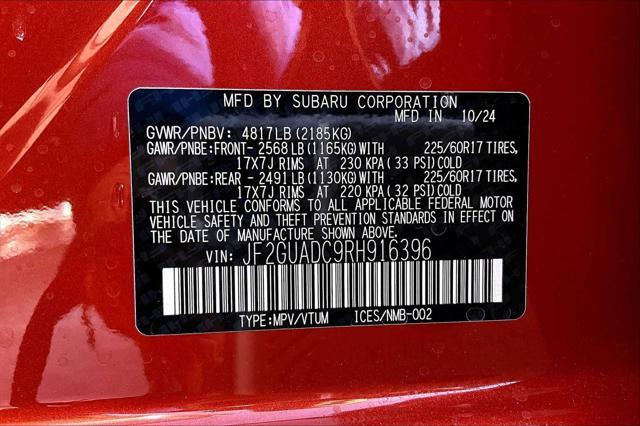 MFD BY SUBARU CORPORATION
MFD IN 10/24
GVWR/PNBV: 4817LB(2185KG)
GAWR/PNBE:FRONT- 2568LB(1165KG)WITH 225/60R17 TIRES,
17X7J RIMS AT 230 KPA(33 PSI)COLD
GAWR/PNBE:REAR - 2491LB(1130KG)WITH 225/60R17 TIRES,
17X7J RIMS AT 220 KPA(32 PSI)COLD
THIS VEHICLE CONFORMS TO ALL APPLICABLE FEDERAL MOTOR
VEHICLE SAFETY AND THEFT PREVENTION STANDARDS IN EFFECT ON
THE DATE OF MANUFACTURE SHOWN ABOVE.
VIN: JF2GUADC9RH916396
TYPE:MPV/VTUM ICES/NMB-002